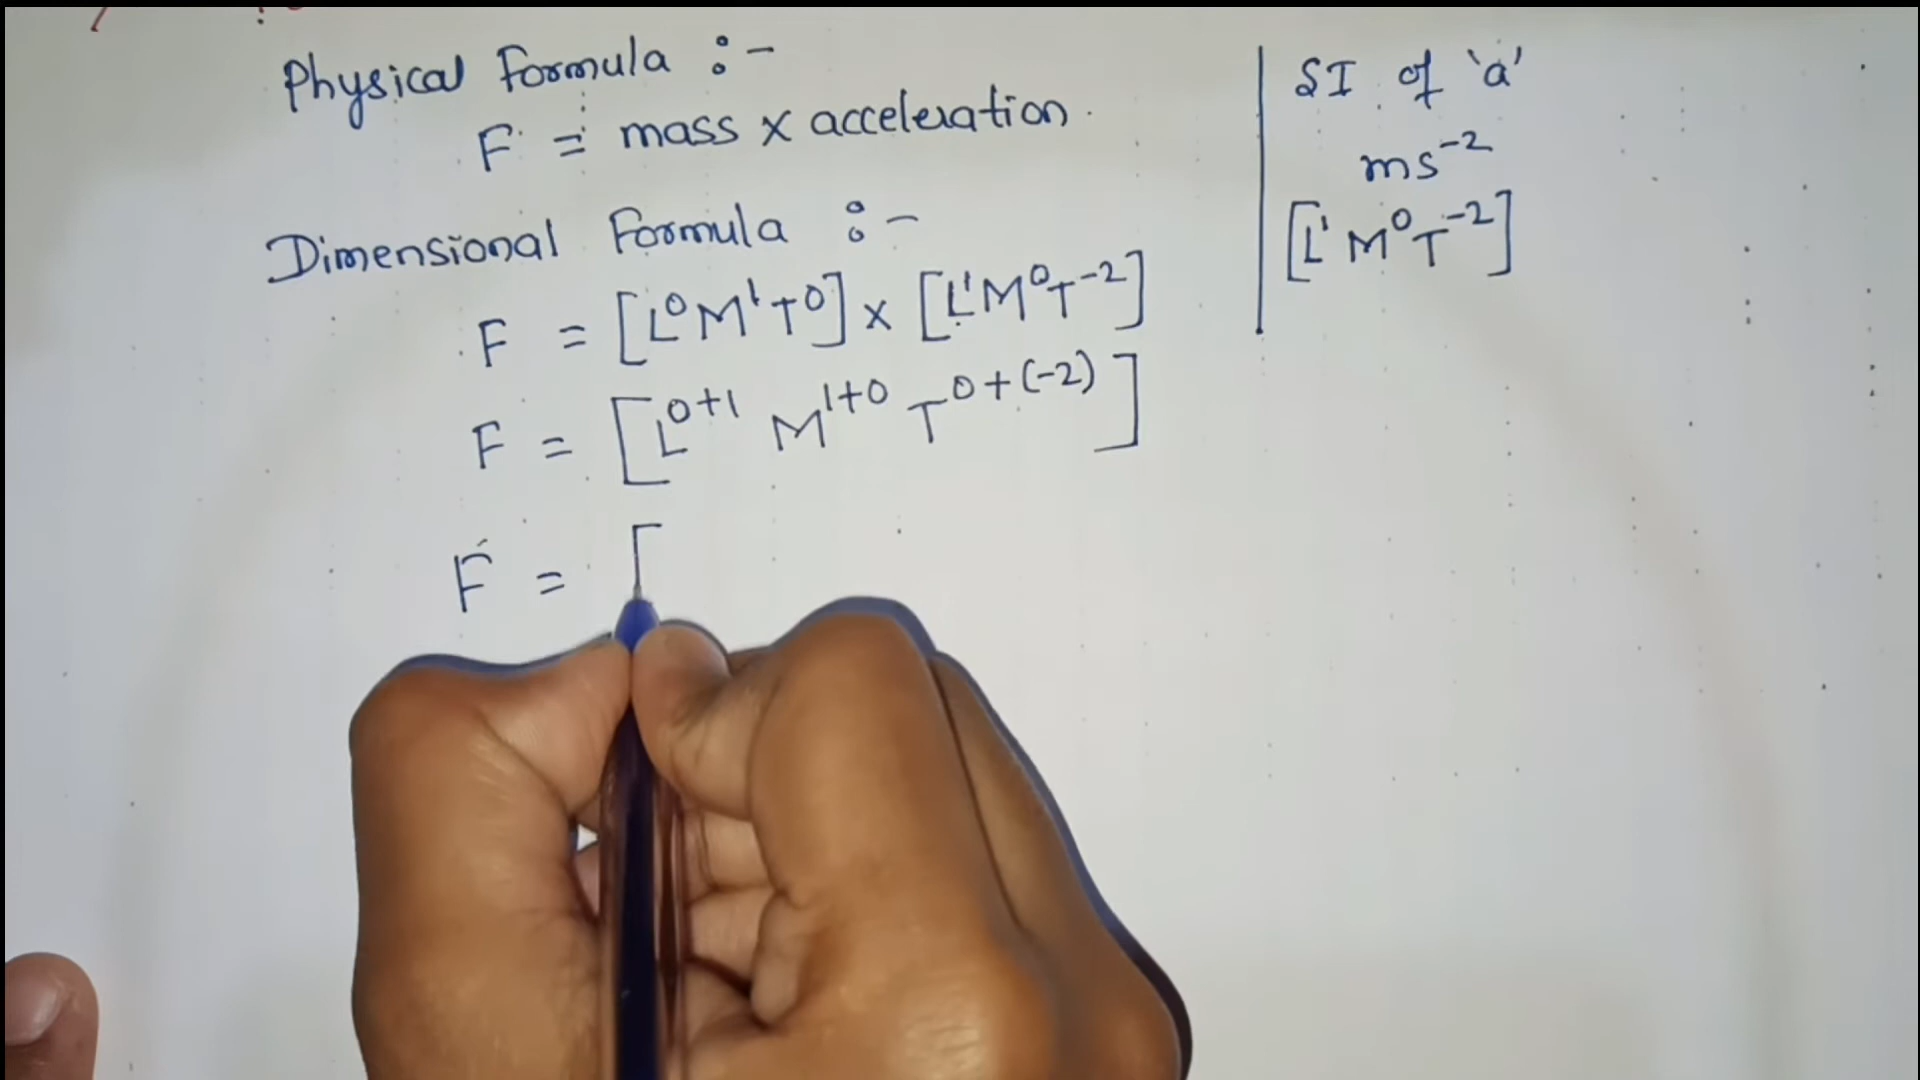 Physical Formula :-
F = mass x acceleration
Dimensional Formula :-
F = [L⁰M¹T⁰] x [L¹M⁰T⁻²]
F = [L⁰⁺¹ M¹⁺⁰ T⁰⁺⁽⁻²⁾]
F = [
SI of 'a'
ms⁻²
[L¹M⁰T⁻²]